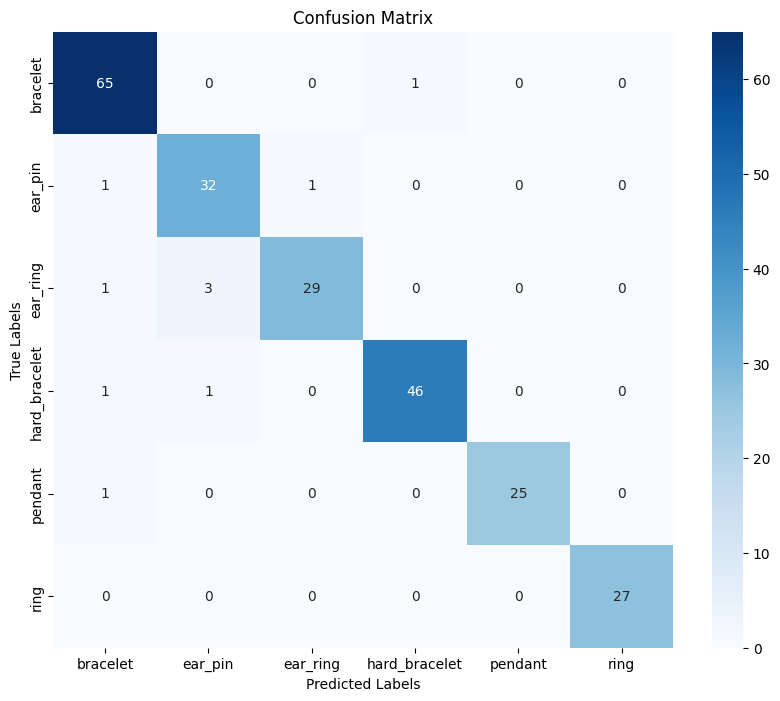 Confusion Matrix
bracelet 65 0 0 1 0 0
ear_pin 1 32 1 0 0 0
ear_ring 1 3 29 0 0 0
hard_bracelet 1 1 0 46 0 0
pendant 1 0 0 0 25 0
ring 0 0 0 0 0 27
True Labels
bracelet ear_pin ear_ring hard_bracelet pendant ring
Predicted Labels
60
50
40
30
20
10
0